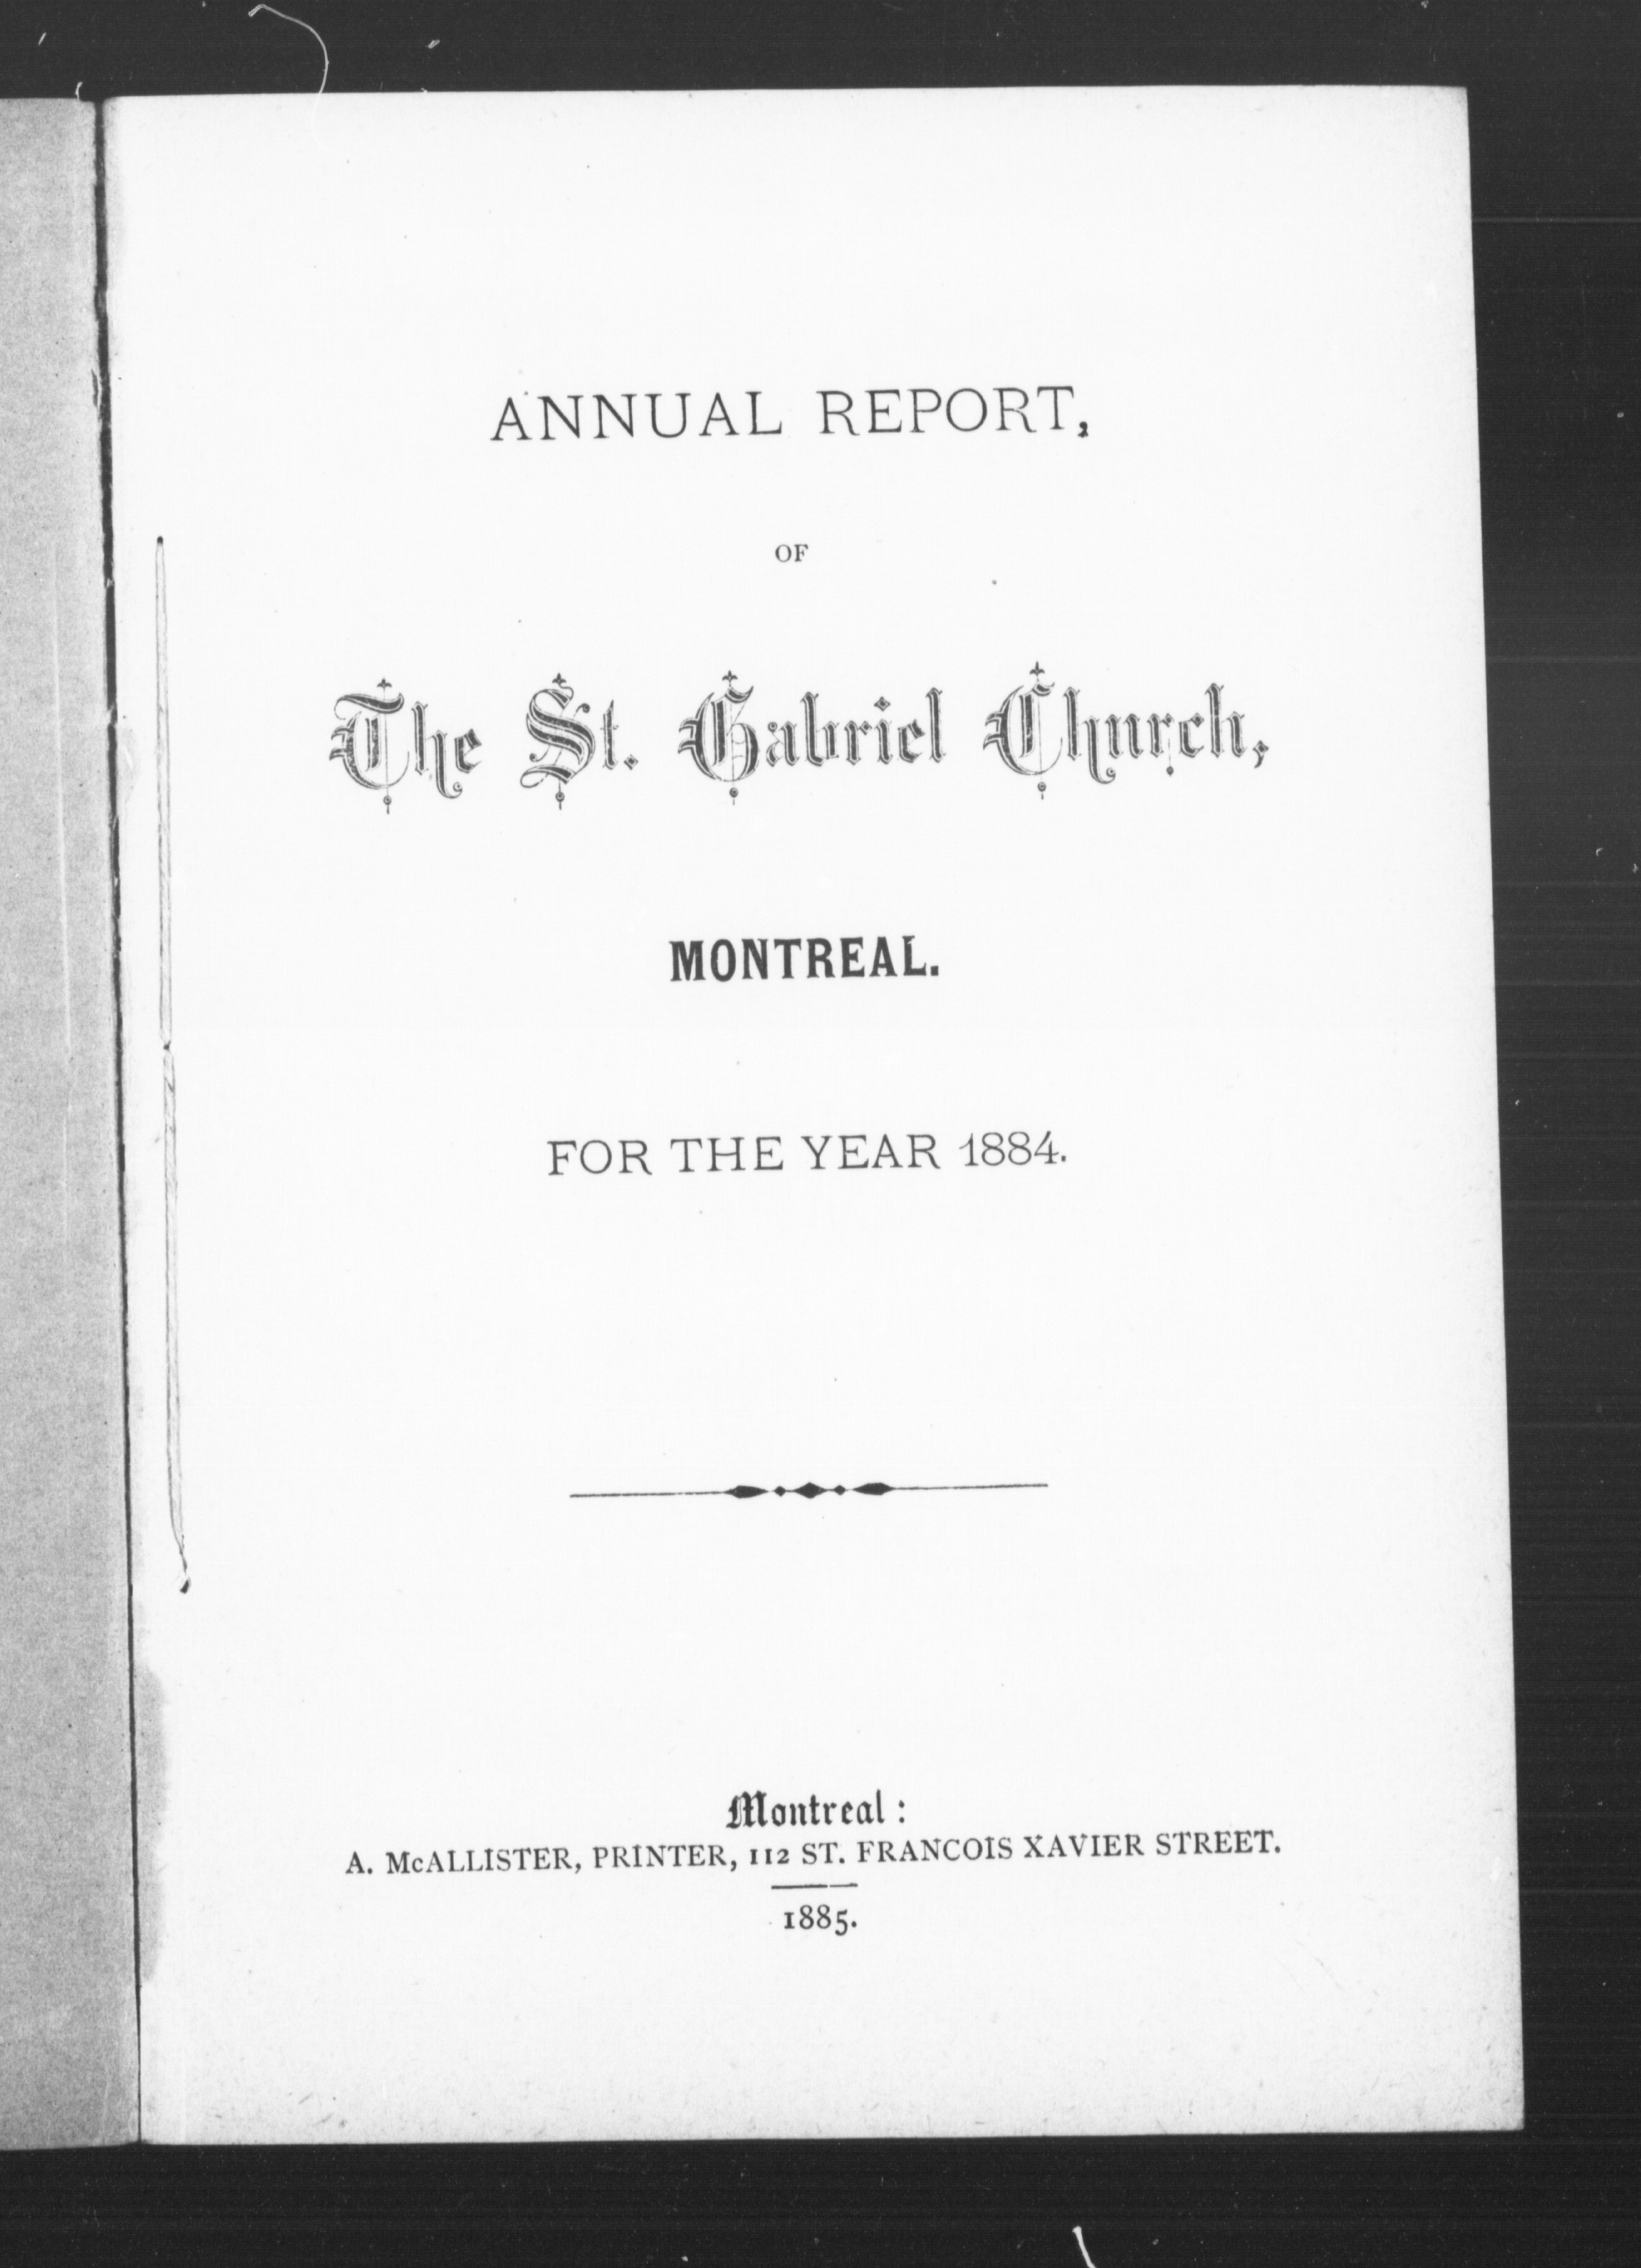 ANNUAL REPORT,
OF
The St. Gabriel Church,
MONTREAL.
FOR THE YEAR 1884.
Montreal :
A. McALLISTER, PRINTER, 112 ST. FRANCOIS XAVIER STREET.
1885.